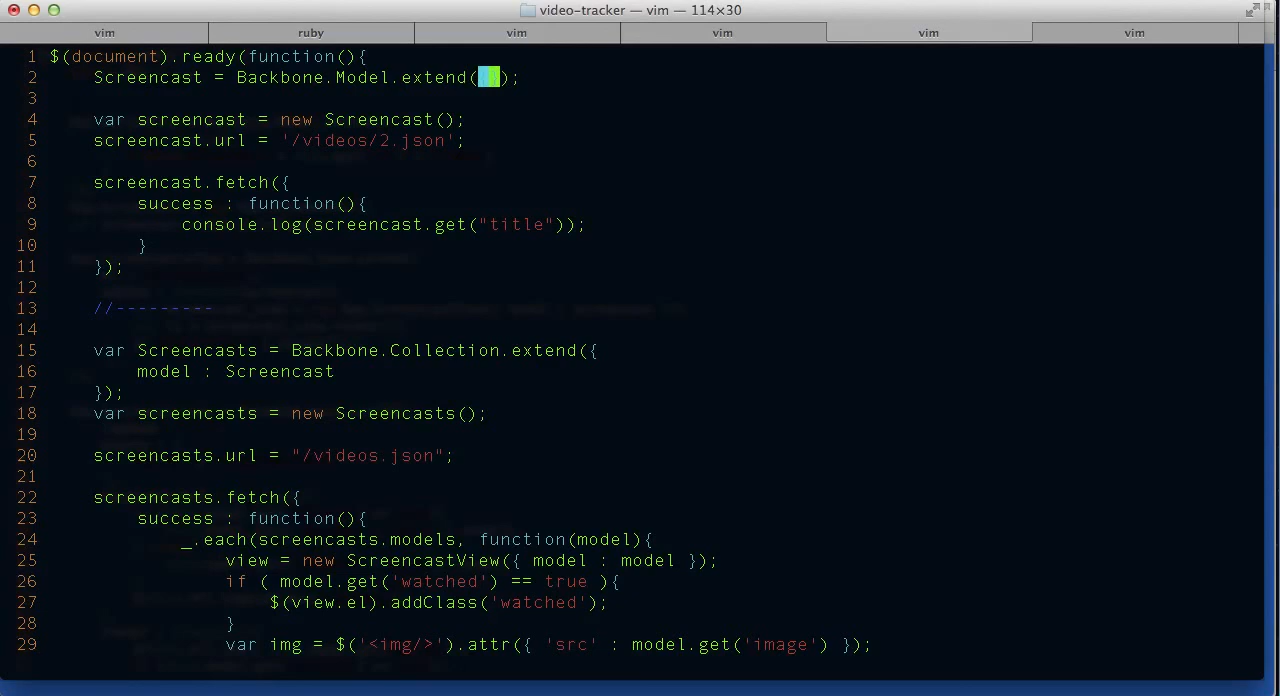 video-tracker — vim — 114×30
vim ruby vim vim vim vim
1 $(document).ready(function(){
2     Screencast = Backbone.Model.extend({});
3
4     var screencast = new Screencast();
5     screencast.url = '/videos/2.json';
6
7     screencast.fetch({
8         success : function(){
9             console.log(screencast.get("title"));
10         }
11     });
12
13     //---------
14
15     var Screencasts = Backbone.Collection.extend({
16         model : Screencast
17     });
18     var screencasts = new Screencasts();
19
20     screencasts.url = "/videos.json";
21
22     screencasts.fetch({
23         success : function(){
24             _.each(screencasts.models, function(model){
25                 view = new ScreencastView({ model : model });
26                 if ( model.get('watched') == true ){
27                     $(view.el).addClass('watched');
28                 }
29                 var img = $('<img/>').attr({ 'src' : model.get('image') });